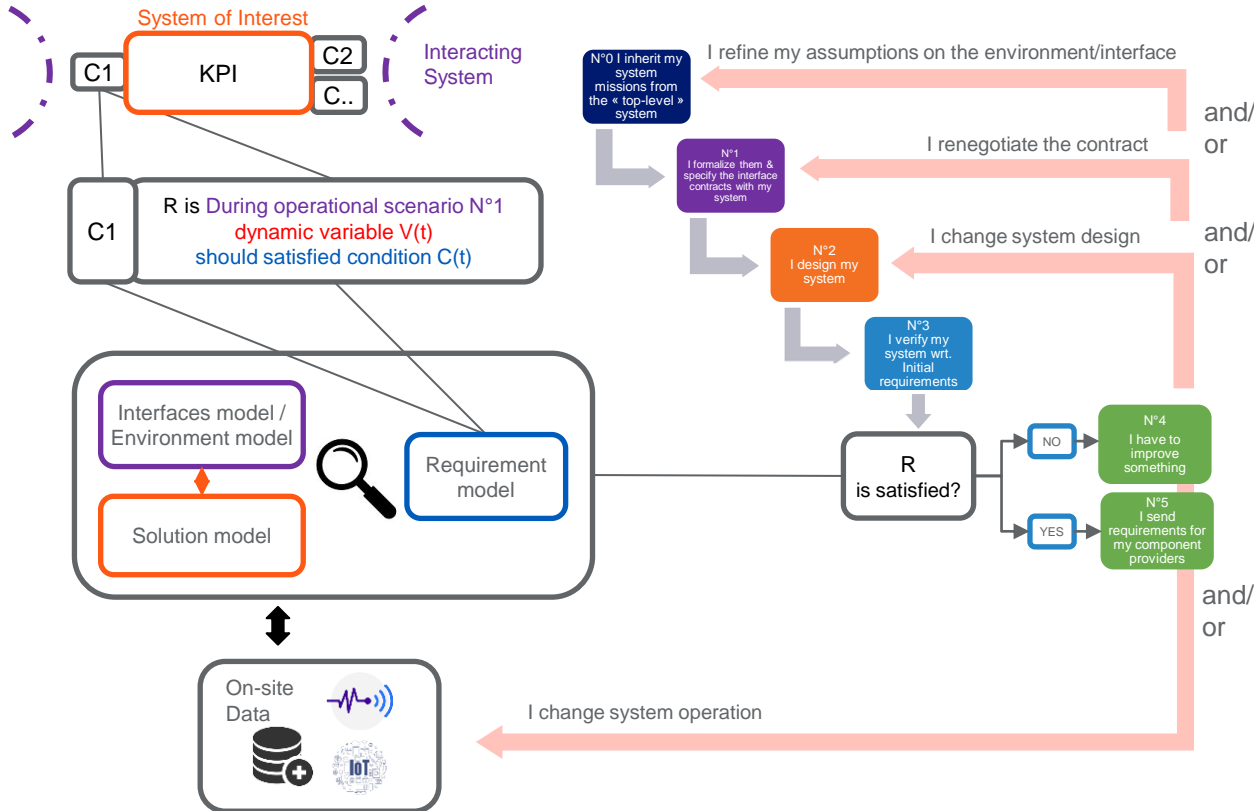 System of Interest
C1
KPI
C2
C..
Interacting
System
C1
R is During operational scenario N°1
dynamic variable V(t)
should satisfied condition C(t)
Interfaces model /
Environment model
Solution model
Requirement
model
On-site
Data
IoT
I refine my assumptions on the environment/interface
N°0 I inherit my
system
missions from
the « top-level »
system
and/
or
I renegotiate the contract
N°1
I formalize them &
specify the interface
contracts with my
system
and/
or
I change system design
N°2
I design my
system
N°3
I verify my
system wrt.
Initial
requirements
R
is satisfied?
NO
N°4
I have to
improve
something
YES
N°5
I send
requirements for
my component
providers
and/
or
I change system operation